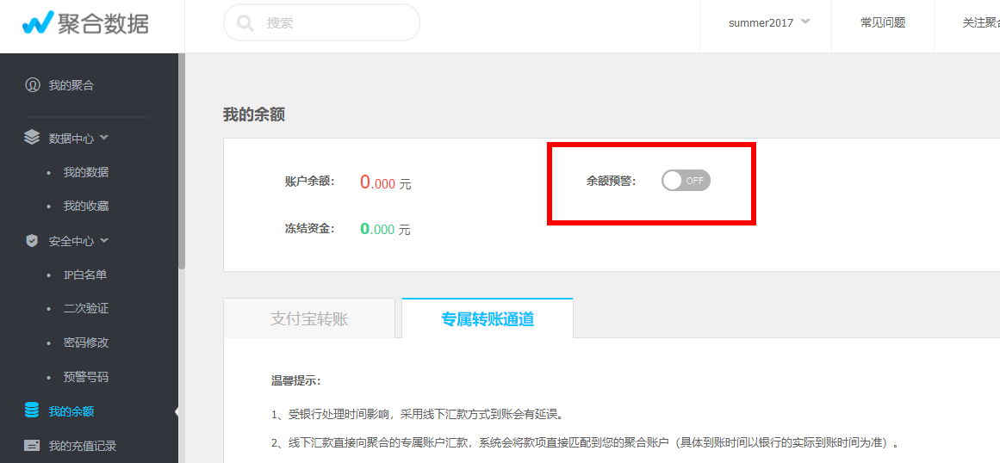 聚合数据
搜索
summer2017
常见问题
关注聚合
我的聚合
数据中心
• 我的数据
• 我的收藏
安全中心
• IP白名单
• 二次验证
• 密码修改
• 预警号码
我的余额
我的充值记录
我的余额
账户余额： 0.000 元
余额预警： OFF
冻结资金： 0.000 元
支付宝转账
专属转账通道
温馨提示：
1、受银行处理时间影响，采用线下汇款方式到账会有延误。
2、线下汇款直接向聚合的专属账户汇款，系统会将款项直接匹配到您的聚合账户（具体到账时间以银行的实际到账时间为准）。